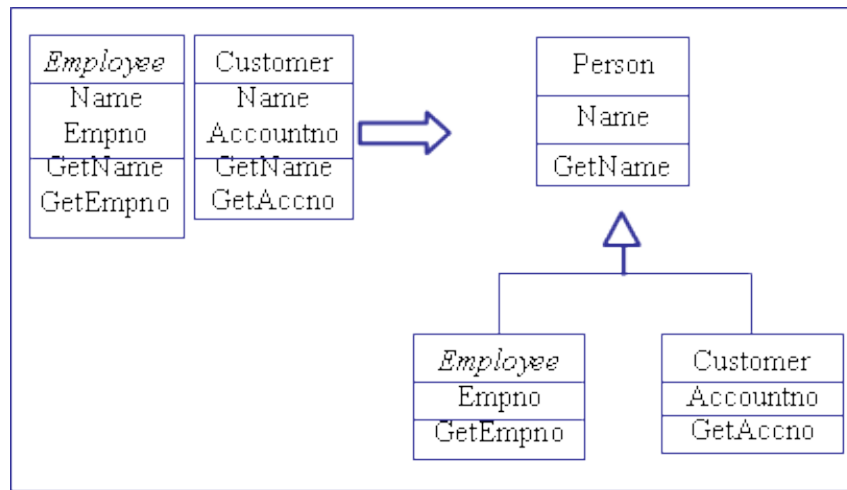 Employee
Name
Empno
GetName
GetEmpno
Customer
Name
Accountno
GetName
GetAccno
Person
Name
GetName
Employee
Empno
GetEmpno
Customer
Accountno
GetAccno